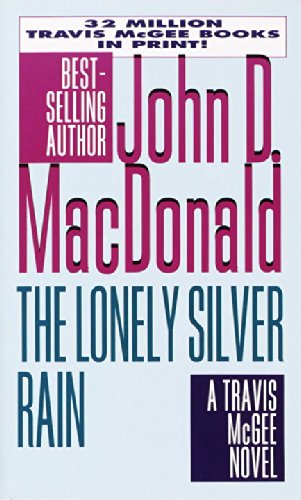 32 MILLION
TRAVIS McGEE BOOKS
IN PRINT!
BEST-
SELLING
AUTHOR
John D.
MacDonald
THE LONELY SILVER
RAIN
A TRAVIS
McGEE
NOVEL